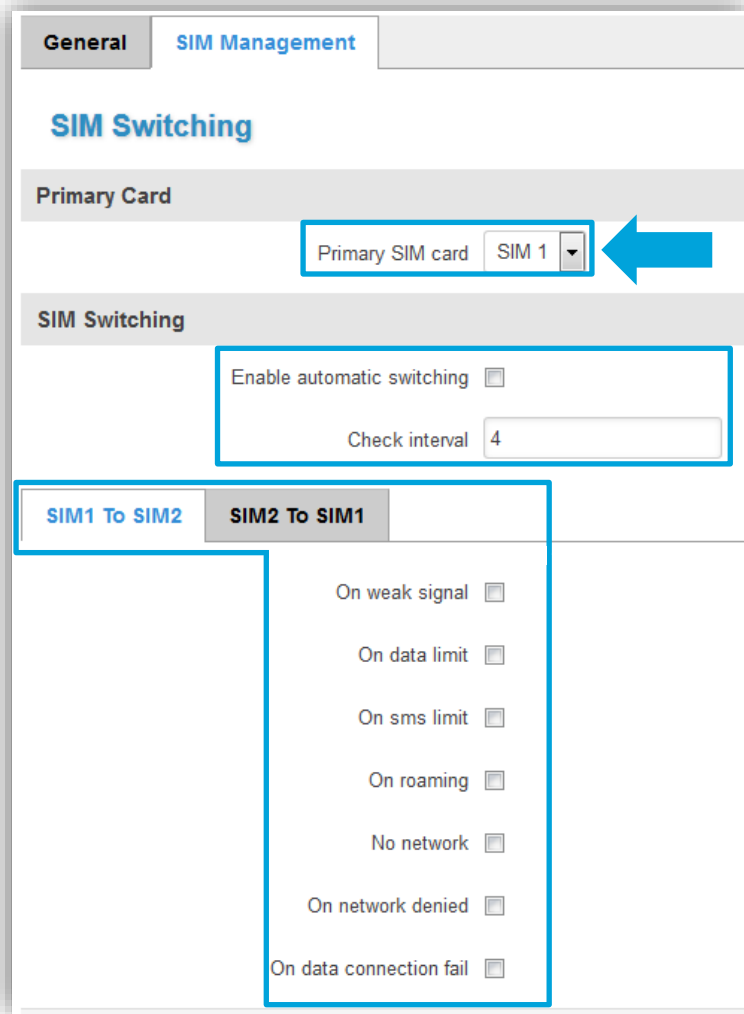 General SIM Management
SIM Switching
Primary Card
Primary SIM card SIM 1
SIM Switching
Enable automatic switching
Check interval 4
SIM1 To SIM2 SIM2 To SIM1
On weak signal
On data limit
On sms limit
On roaming
No network
On network denied
On data connection fail